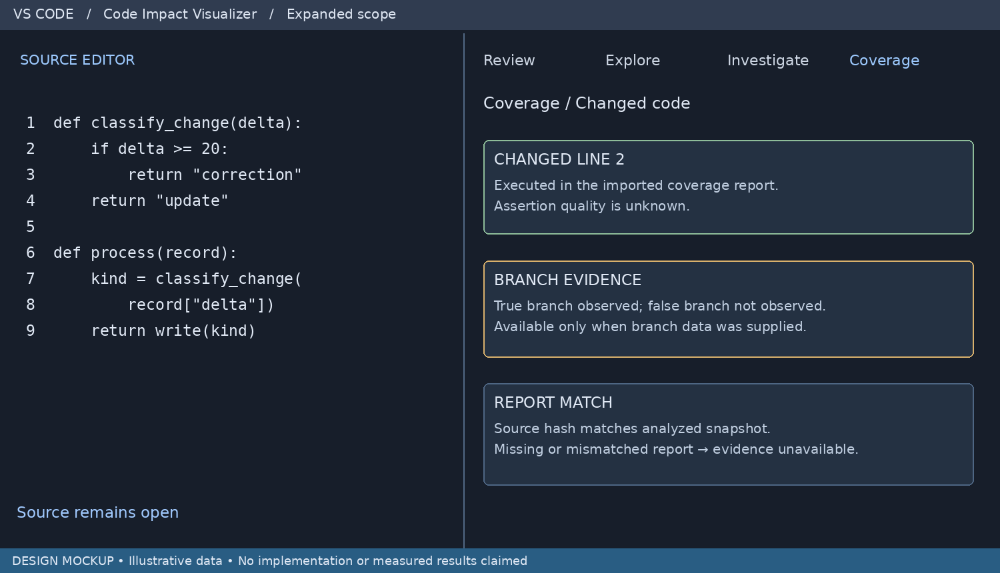 VS CODE / Code Impact Visualizer / Expanded scope
SOURCE EDITOR
1 def classify_change(delta):
2     if delta >= 20:
3         return "correction"
4     return "update"
5
6 def process(record):
7     kind = classify_change(
8         record["delta"])
9     return write(kind)
Source remains open
Review Explore Investigate Coverage
Coverage / Changed code
CHANGED LINE 2
Executed in the imported coverage report.
Assertion quality is unknown.
BRANCH EVIDENCE
True branch observed; false branch not observed.
Available only when branch data was supplied.
REPORT MATCH
Source hash matches analyzed snapshot.
Missing or mismatched report → evidence unavailable.
DESIGN MOCKUP • Illustrative data • No implementation or measured results claimed